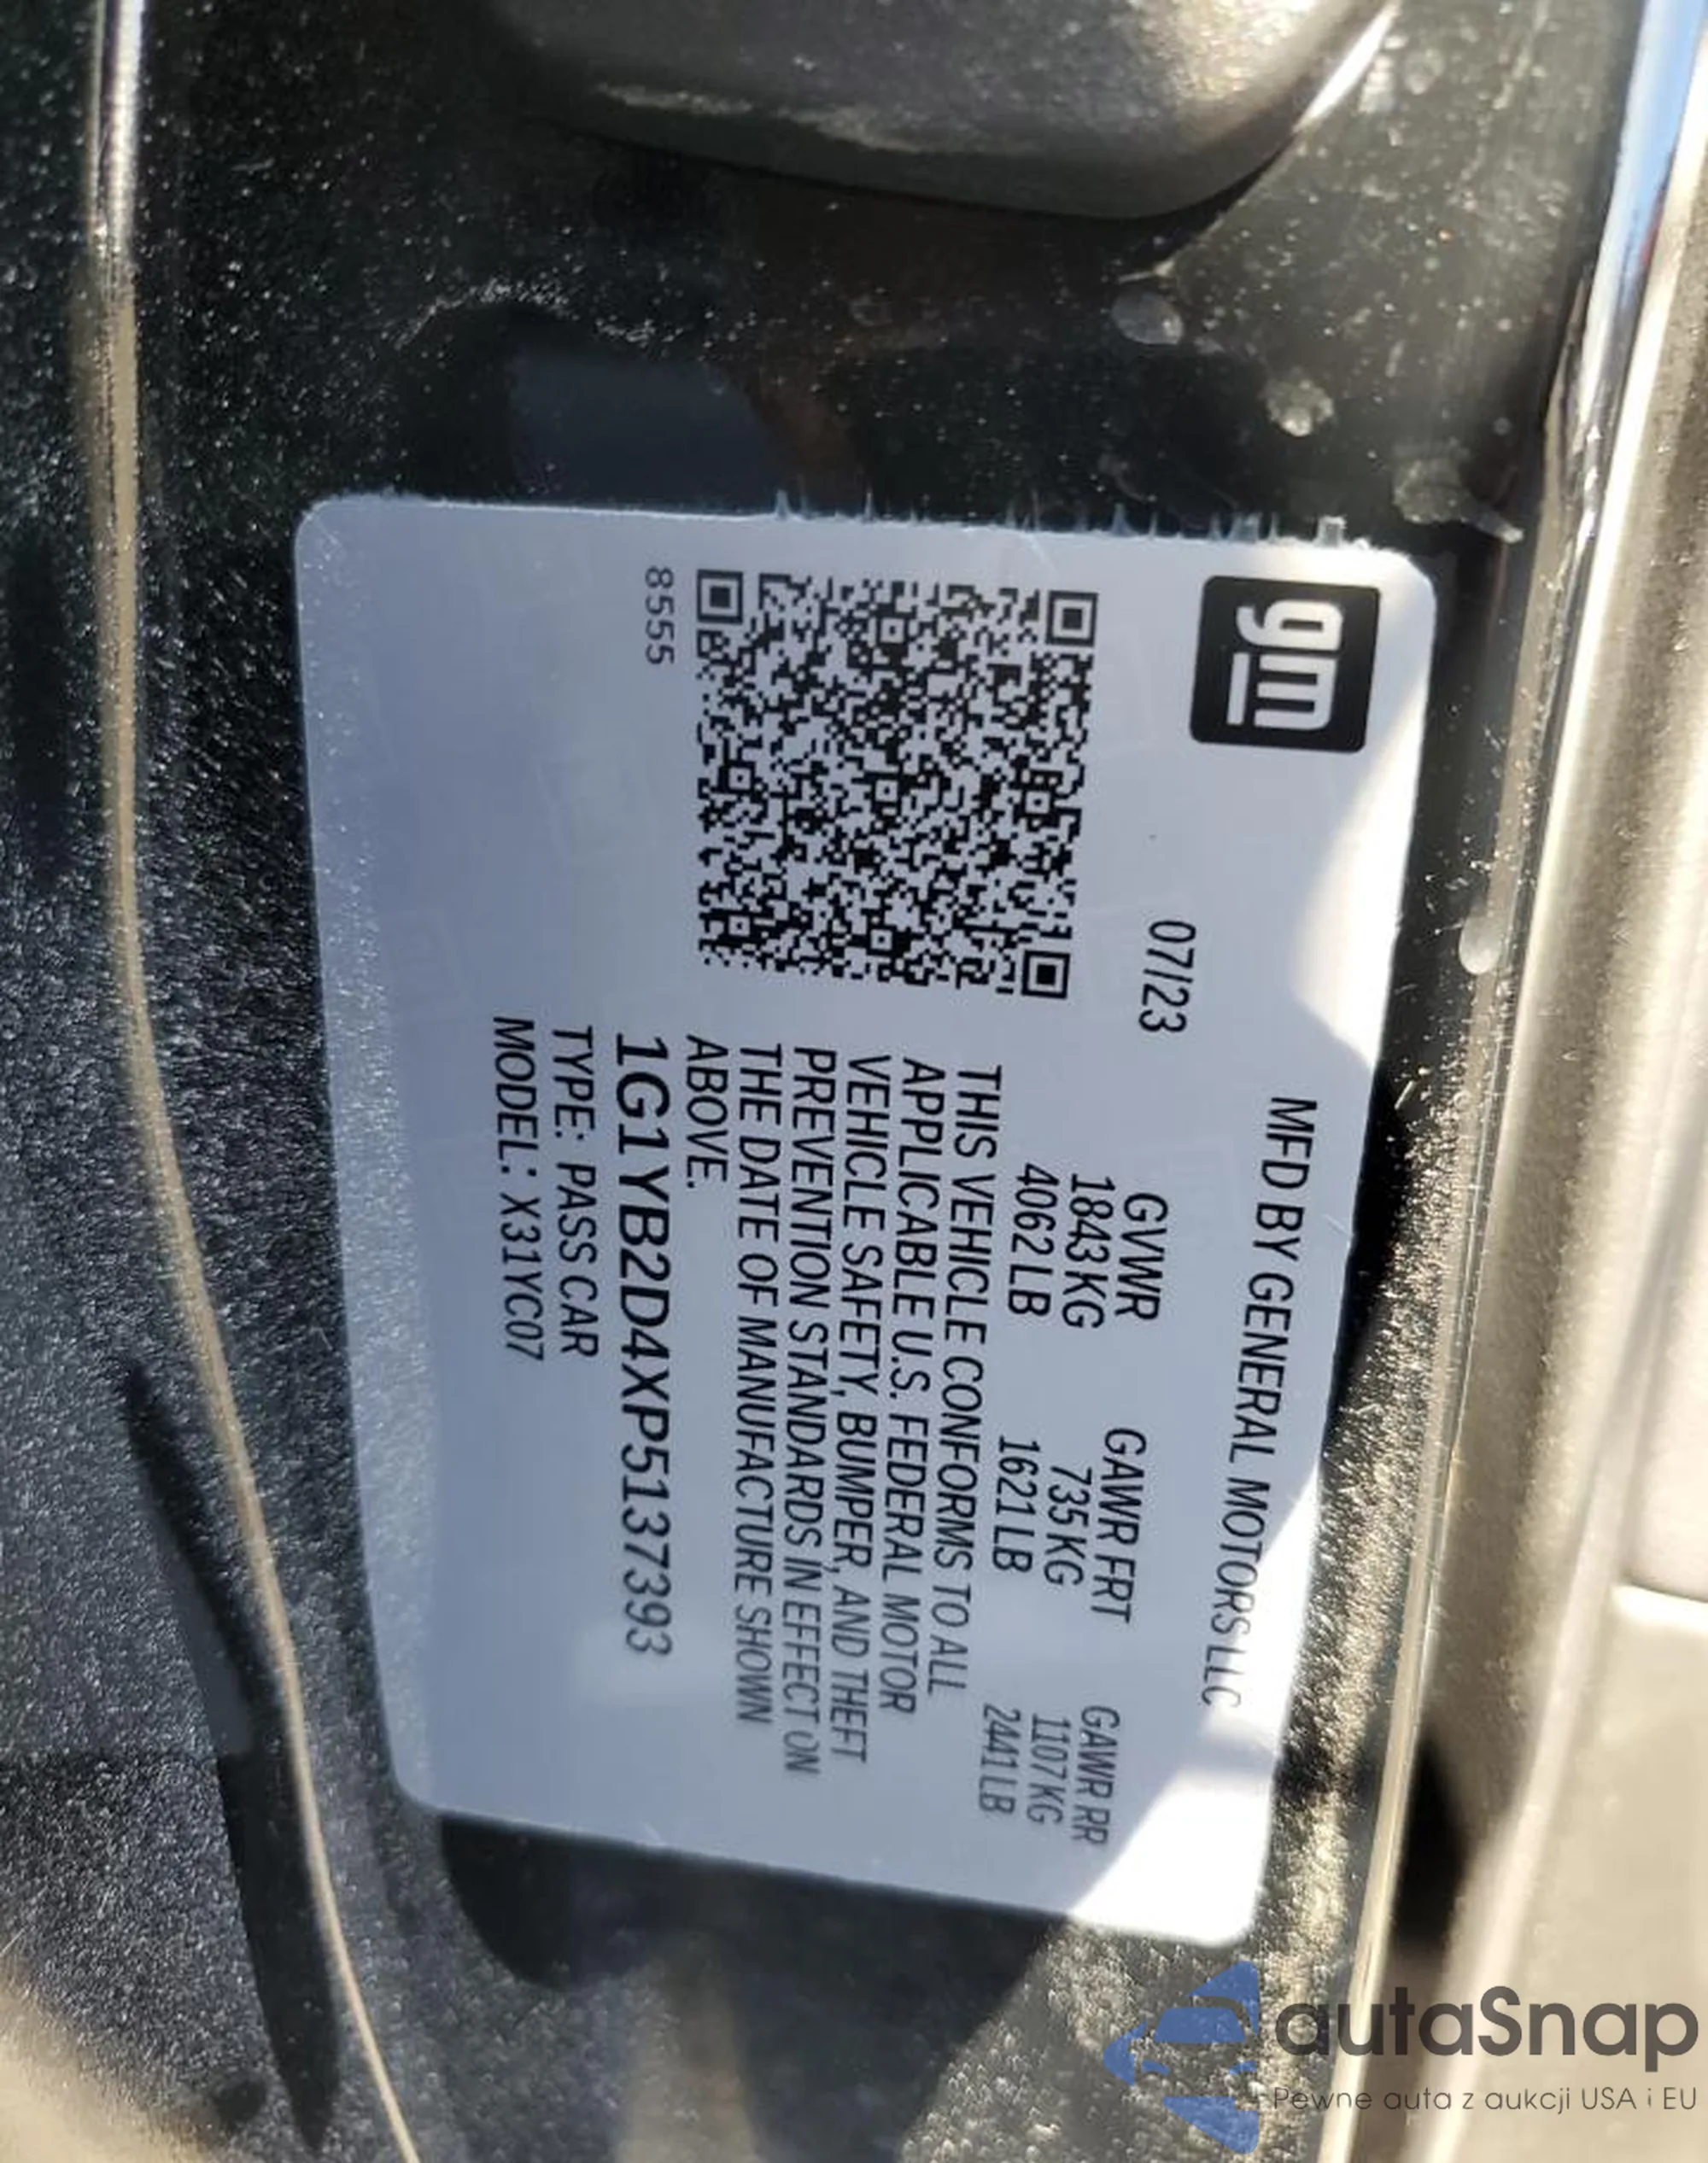 gm
MFD BY GENERAL MOTORS LLC
07/23
GVWR GAWR FRT GAWR RR
1843 KG 735 KG 1107 KG
4062 LB 1621 LB 2441 LB
THIS VEHICLE CONFORMS TO ALL
APPLICABLE U.S. FEDERAL MOTOR
VEHICLE SAFETY, BUMPER, AND THEFT
PREVENTION STANDARDS IN EFFECT ON
THE DATE OF MANUFACTURE SHOWN
ABOVE.
1G1YB2D4XP5137393
TYPE: PASS CAR
MODEL: X31YC07
8555
autaSnap
Pewne auta z aukcji USA i EU